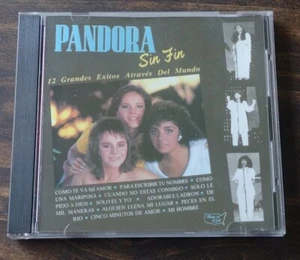 PANDORA
Sin Fin
12 Grandes Exitos Através Del Mundo
COMO TE VA MI AMOR • PARA ESCRIBIR TU NOMBRE • COMO
UNA MARIPOSA • CUANDO NO ESTAS CONMIGO • SOLO LE
PIDO A DIOS • SOLO EL Y YO • ADORABLE LADRON • DE
MIL MANERAS • ALGUIEN LLENA MI LUGAR • PECES EN EL
RIO • CINCO MINUTOS DE AMOR • MI HOMBRE